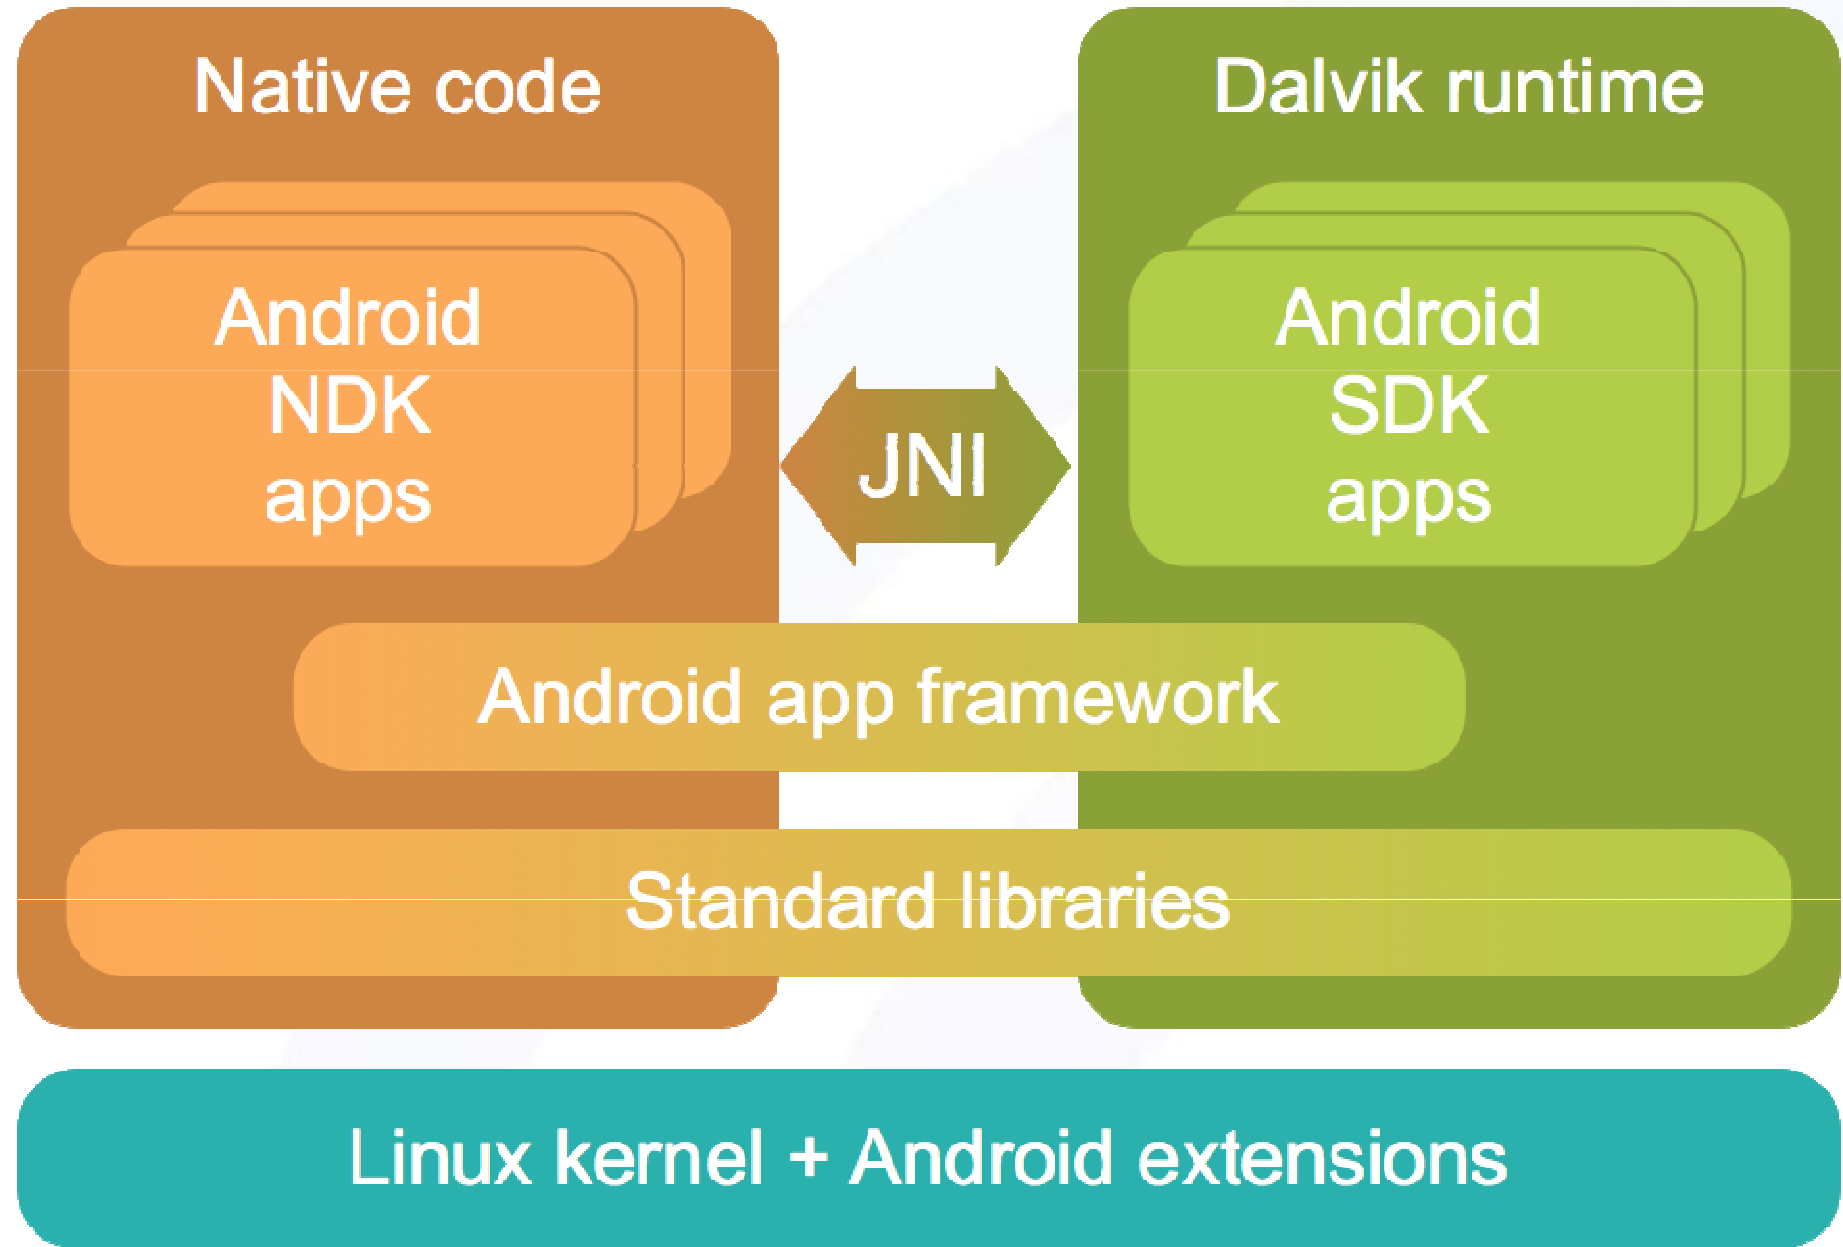 Native code
Dalvik runtime
Android
NDK
apps
JNI
Android
SDK
apps
Android app framework
Standard libraries
Linux kernel + Android extensions